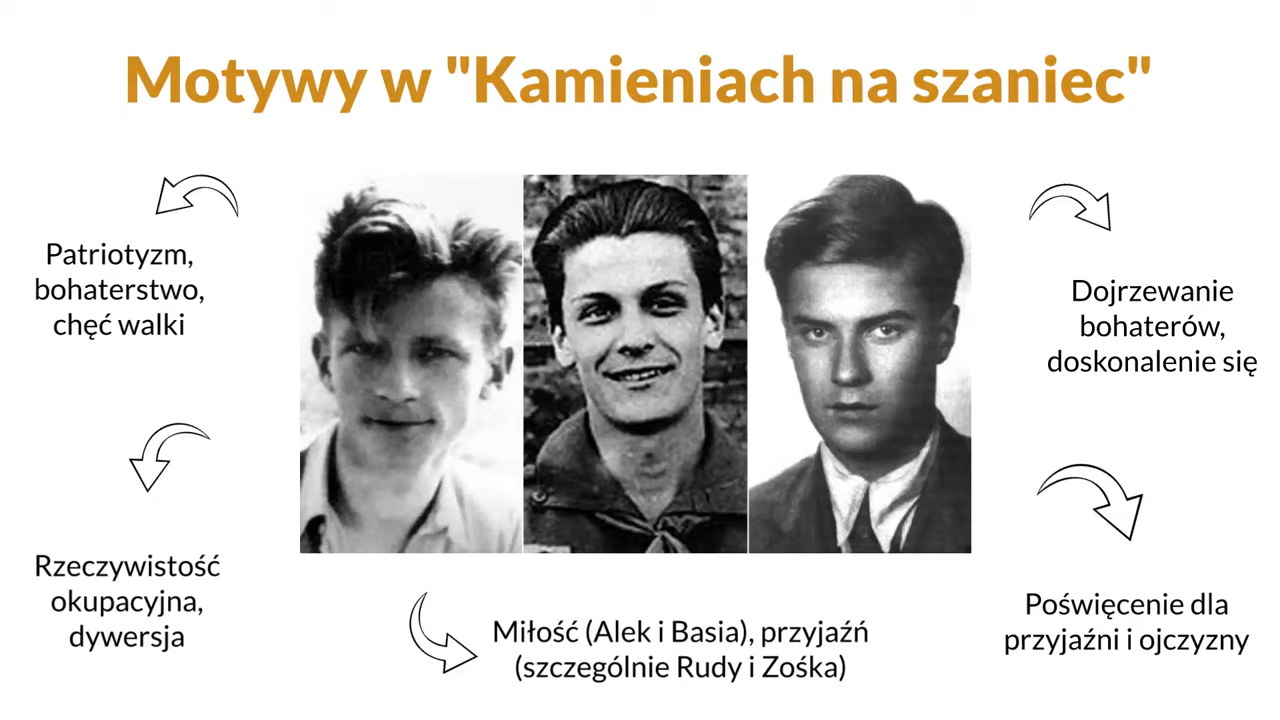 Motywy w "Kamieniach na szaniec"
Patriotyzm,
bohaterstwo,
chęć walki
Dojrzewanie
bohaterów,
doskonalenie się
Rzeczywistość
okupacyjna,
dywersja
Miłość (Alek i Basia), przyjaźń
(szczególnie Rudy i Zośka)
Poświęcenie dla
przyjaźni i ojczyzny